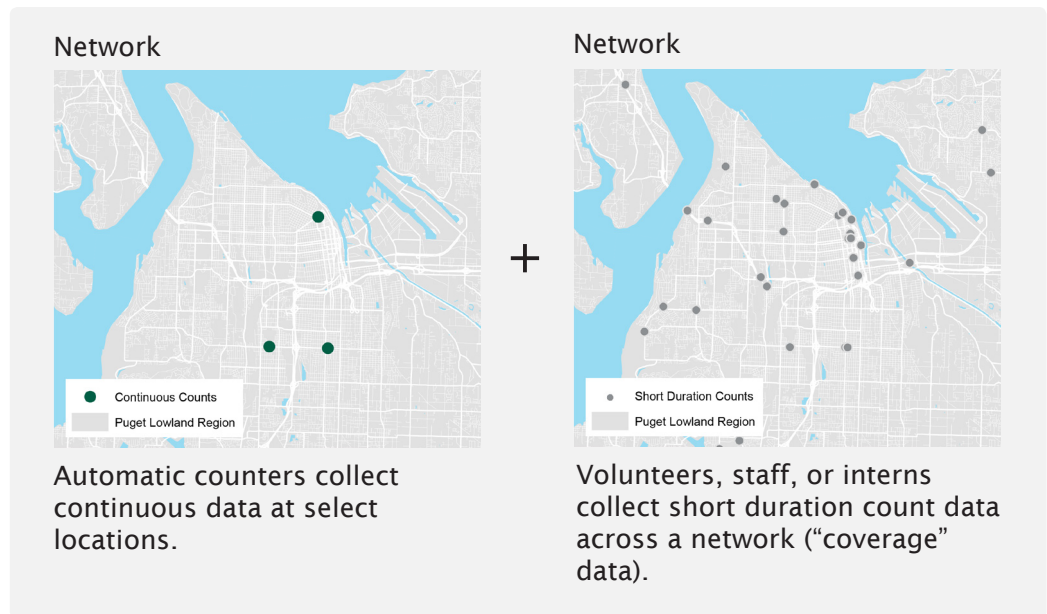 Network
Continuous Counts
Puget Lowland Region
Automatic counters collect
continuous data at select
locations.
+
Network
Short Duration Counts
Puget Lowland Region
Volunteers, staff, or interns
collect short duration count data
across a network (“coverage”
data).